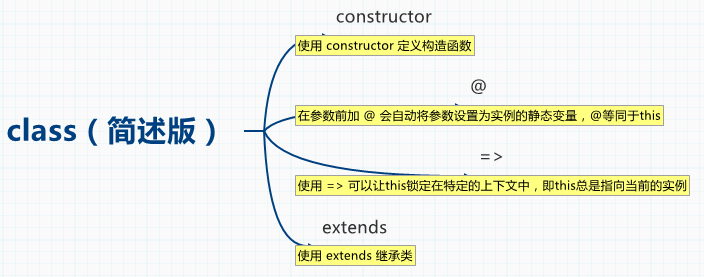 class（简述版）
constructor
使用 constructor 定义构造函数
@
在参数前加 @ 会自动将参数设置为实例的静态变量，@等同于this
=>
使用 => 可以让this锁定在特定的上下文中，即this总是指向当前的实例
extends
使用 extends 继承类